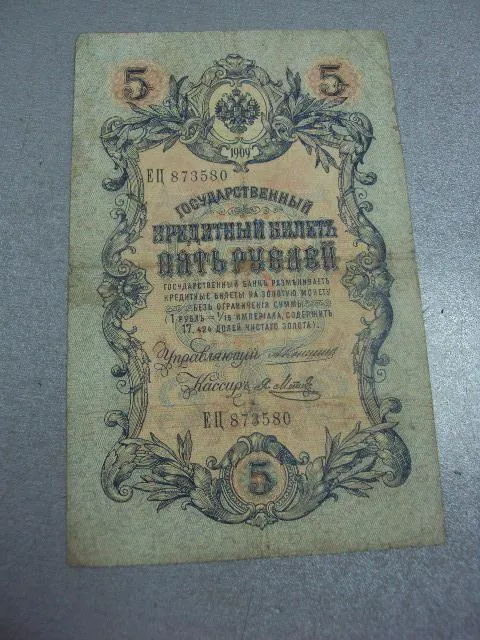 5 5
1909
ЕЦ 873580
ГОСУДАРСТВЕННЫЙ
КРЕДИТНЫЙ БИЛЕТЪ
ПЯТЬ РУБЛЕЙ
ГОСУДАРСТВЕННЫЙ БАНКЪ РАЗМѢНИВАЕТЪ
КРЕДИТНЫЕ БИЛЕТЫ НА ЗОЛОТУЮ МОНЕТУ
БЕЗЪ ОГРАНИЧЕНІЯ СУММЫ
(1 РУБЛЬ = 1/15 ИМПЕРІАЛА, СОДЕРЖИТЪ
17,424 ДОЛЕЙ ЧИСТАГО ЗОЛОТА).
Управляющій
Кассиръ
ЕЦ 873580
5